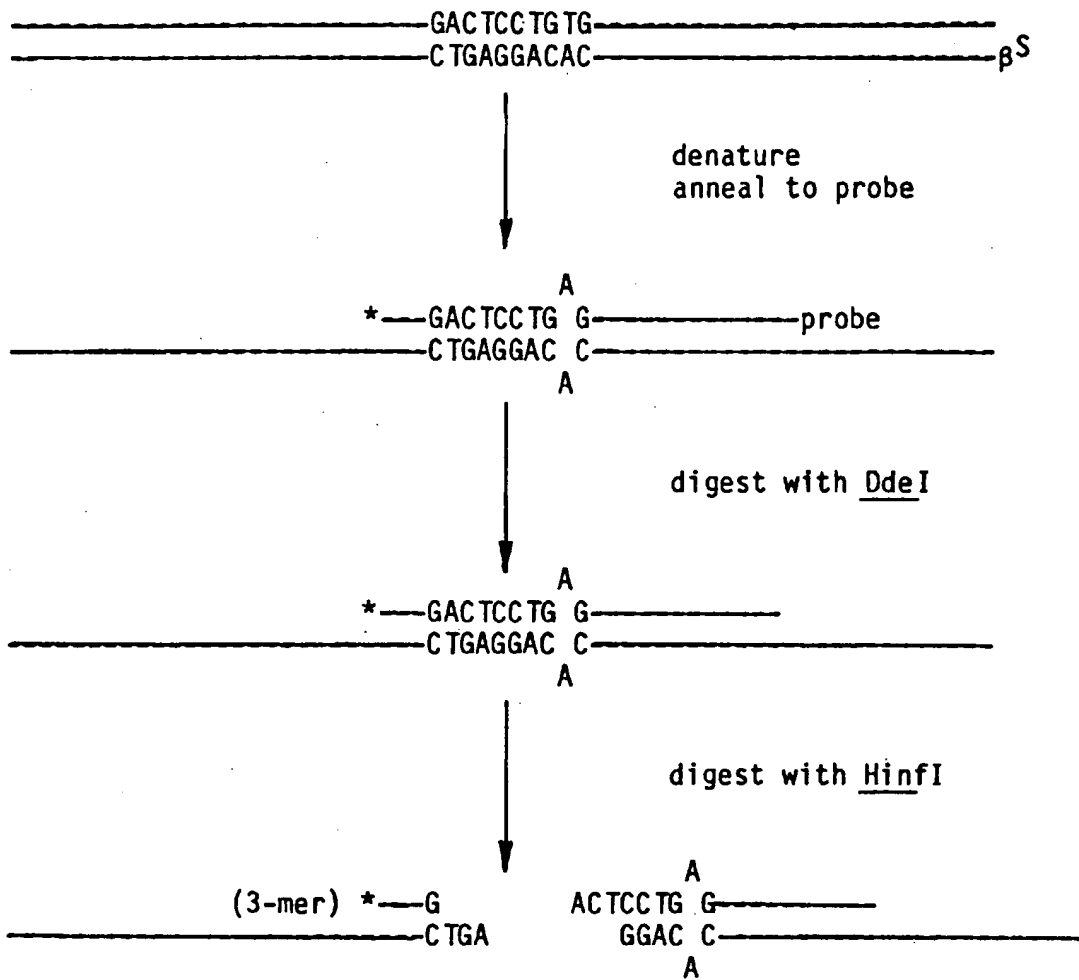 GACTCCTGTG
CTGAGGACAC βS
denature
anneal to probe
A
* GACTCCTG G probe
CTGAGGAC C
A
digest with DdeI
A
* GACTCCTG G
CTGAGGAC C
A
digest with HinfI
A
(3-mer) * G ACTCCTG G
CTGA GGAC C
A